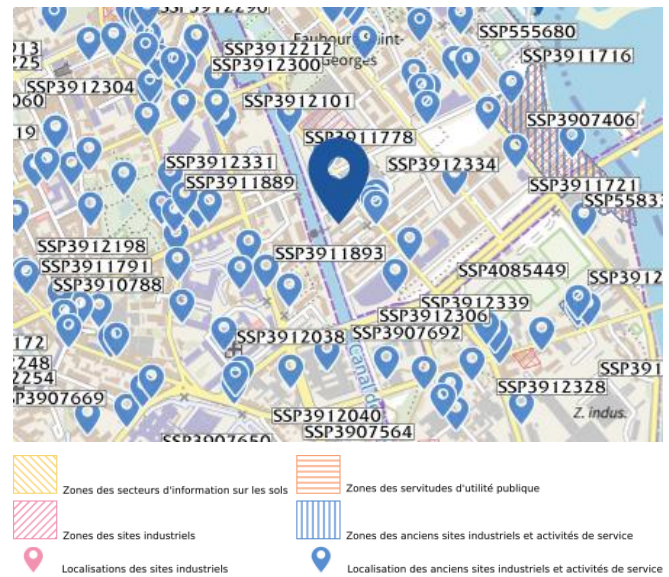 SSP3912290
SSP3912212
Faubourg Saint-
Georges
SSP555680
SSP3911716
SSP3912300
SSP3912304
SSP3912101
SSP3907406
SSP3911778
SSP3912331
SSP3912334
SSP3911889
SSP3911721
SSP3912198
SSP3911893
SSP3911791
SSP4085449
SSP3910788
SSP3912339
SSP3912306
SSP3912038
SSP3907692
Canal de
SSP3912328
SSP3907669
SSP3912040
Z. indus.
SSP3907564
SSP3907650
Zones des secteurs d'information sur les sols
Zones des servitudes d'utilité publique
Zones des sites industriels
Zones des anciens sites industriels et activités de service
Localisations des sites industriels
Localisation des anciens sites industriels et activités de service